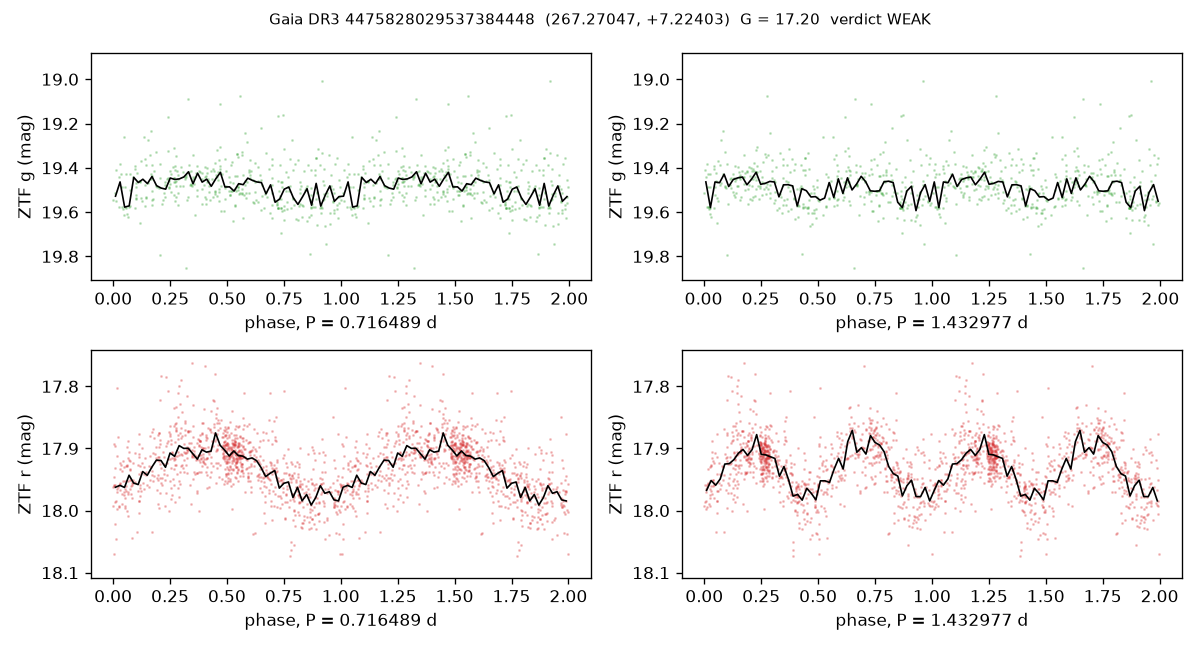 Gaia DR3 4475828029537384448  (267.27047, +7.22403)  G = 17.20  verdict WEAK
ZTF g (mag)
19.0
19.2
19.4
19.6
19.8
0.00 0.25 0.50 0.75 1.00 1.25 1.50 1.75 2.00
phase, P = 0.716489 d
ZTF g (mag)
19.0
19.2
19.4
19.6
19.8
0.00 0.25 0.50 0.75 1.00 1.25 1.50 1.75 2.00
phase, P = 1.432977 d
ZTF r (mag)
17.8
17.9
18.0
18.1
0.00 0.25 0.50 0.75 1.00 1.25 1.50 1.75 2.00
phase, P = 0.716489 d
ZTF r (mag)
17.8
17.9
18.0
18.1
0.00 0.25 0.50 0.75 1.00 1.25 1.50 1.75 2.00
phase, P = 1.432977 d